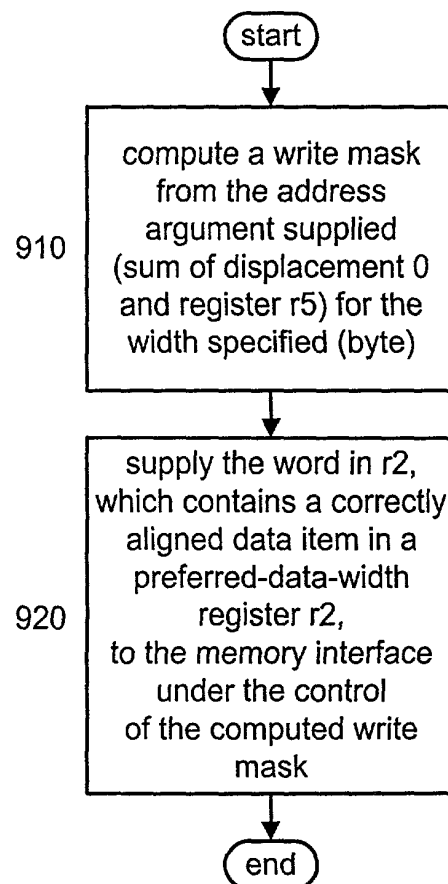 start
910
compute a write mask
from the address
argument supplied
(sum of displacement 0
and register r5) for the
width specified (byte)
920
supply the word in r2,
which contains a correctly
aligned data item in a
preferred-data-width
register r2,
to the memory interface
under the control
of the computed write
mask
end